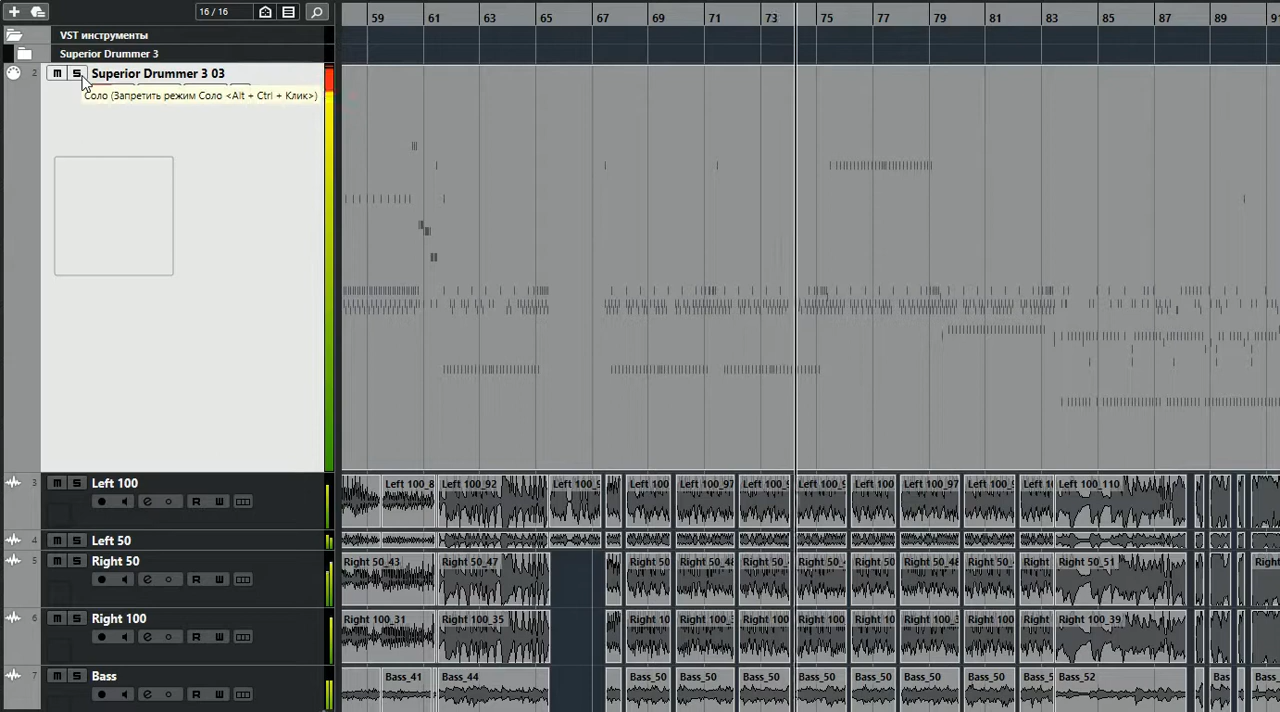 16 / 16
59 61 63 65 67 69 71 73 75 77 79 81 83 85 87 89
VST инструменты
Superior Drummer 3
2 m S Superior Drummer 3 03
Соло (Запретить режим Соло <Alt + Ctrl + Клик>)
3 m S Left 100
R W
Left 100_8 Left 100_92 Left 100 Left 100_97 Left 100_97 Left 100_110
4 m S Left 50
5 m S Right 50
R W
Right 50_43 Right 50_47 Right 50 Right 50 Right 50_51 Right
6 m S Right 100
R W
Right 100_31 Right 100_35 Right 100_39
7 m S Bass
R W
Bass_41 Bass_44 Bass_50 Bass_50 Bass_50 Bass_50 Bass_50 Bass_50 Bass_52 Bas Bass_